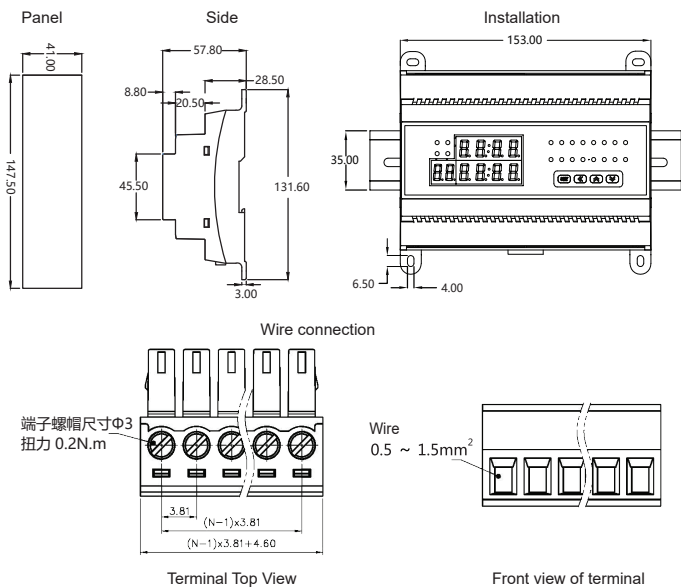 Panel
Side
Installation
41.00
147.50
57.80
28.50
8.80
20.50
45.50
131.60
3.00
153.00
35.00
6.50
4.00
Wire connection
端子螺帽尺寸Φ3
扭力 0.2N.m
3.81
(N-1)x3.81
(N-1)x3.81+4.60
Wire
0.5 ~ 1.5mm²
Terminal Top View
Front view of terminal